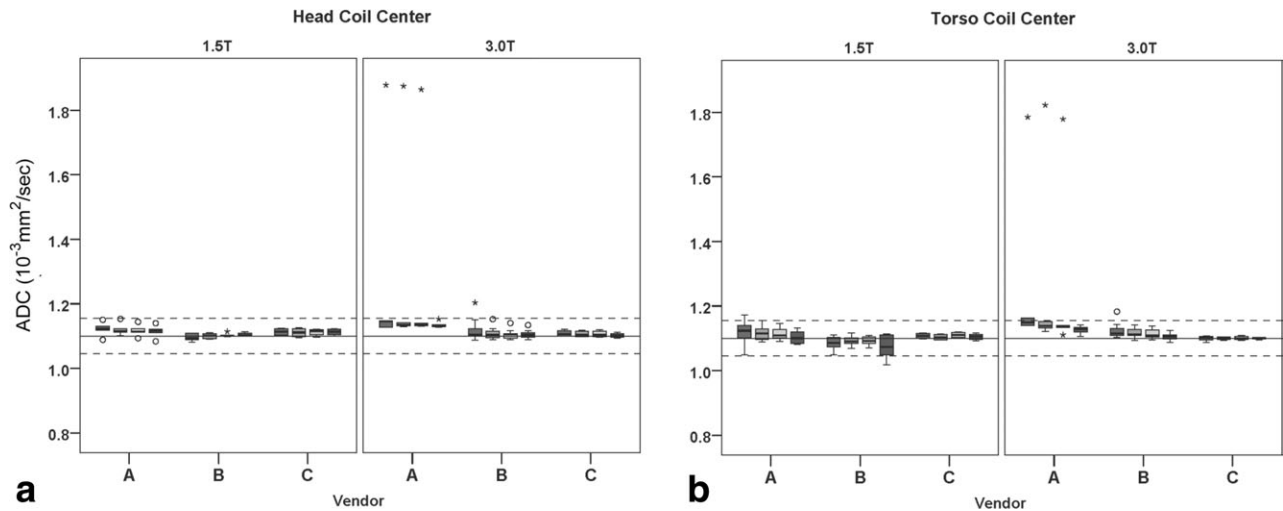 Head Coil Center
1.5T
3.0T
ADC (10⁻³mm²/sec)
1.8
1.6
1.4
1.2
1.0
0.8
A
B
C
A
B
C
Vendor
a
Torso Coil Center
1.5T
3.0T
1.8
1.6
1.4
1.2
1.0
0.8
A
B
C
A
B
C
Vendor
b